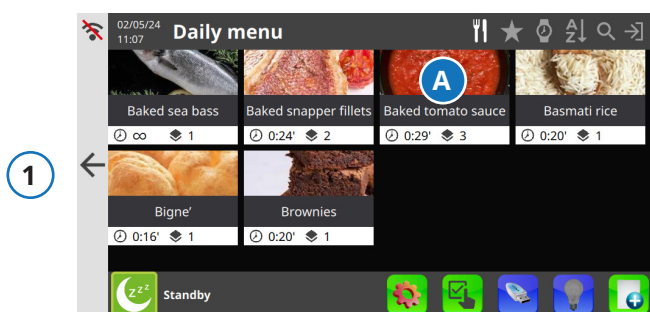 02/05/24
11:07
Daily menu
A
Z
A
Baked sea bass
Baked snapper fillets
Baked tomato sauce
Basmati rice
∞ 1
0:24' 2
0:29' 3
0:20' 1
1
Bigne’
Brownies
0:16' 1
0:20' 1
zzz
Standby